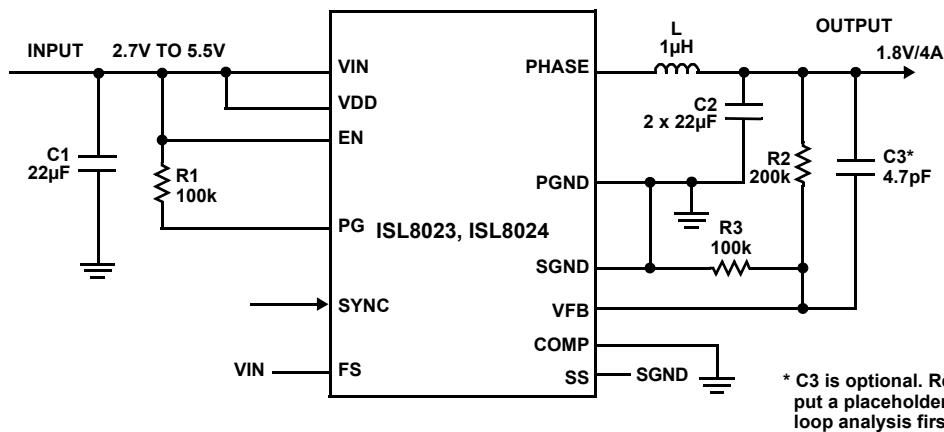 INPUT
2.7V TO 5.5V
VIN
VDD
EN
PG
SYNC
VIN
FS
C1
22µF
R1
100k
ISL8023, ISL8024
PHASE
PGND
SGND
VFB
COMP
SS
SGND
L
1µH
OUTPUT
1.8V/4A
C2
2 x 22µF
R2
200k
C3*
4.7pF
R3
100k
* C3 is optional.
put a placeholder
loop analysis